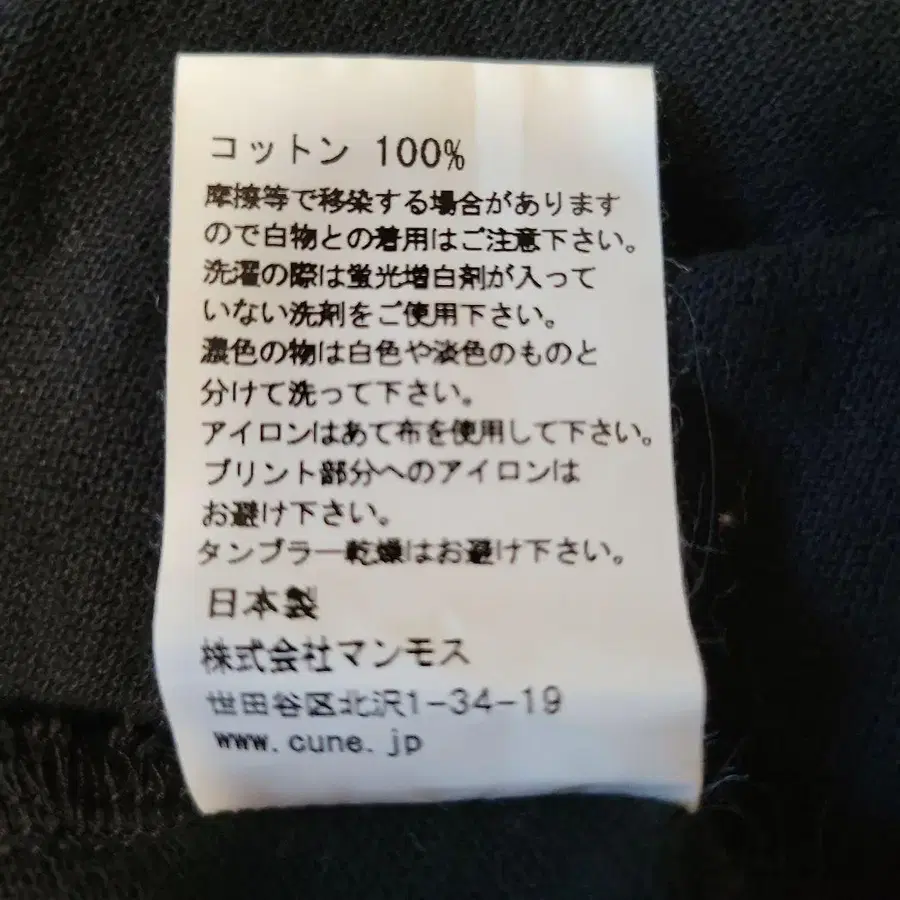 コットン 100%
摩擦等で移染する場合があります
ので白物との着用はご注意下さい。
洗濯の際は蛍光増白剤が入って
いない洗剤をご使用下さい。
濃色の物は白色や淡色のものと
分けて洗って下さい。
アイロンはあて布を使用して下さい。
プリント部分へのアイロンは
お避け下さい。
タンブラー乾燥はお避け下さい。
日本製
株式会社マンモス
世田谷区北沢1-34-19
www.cune.jp